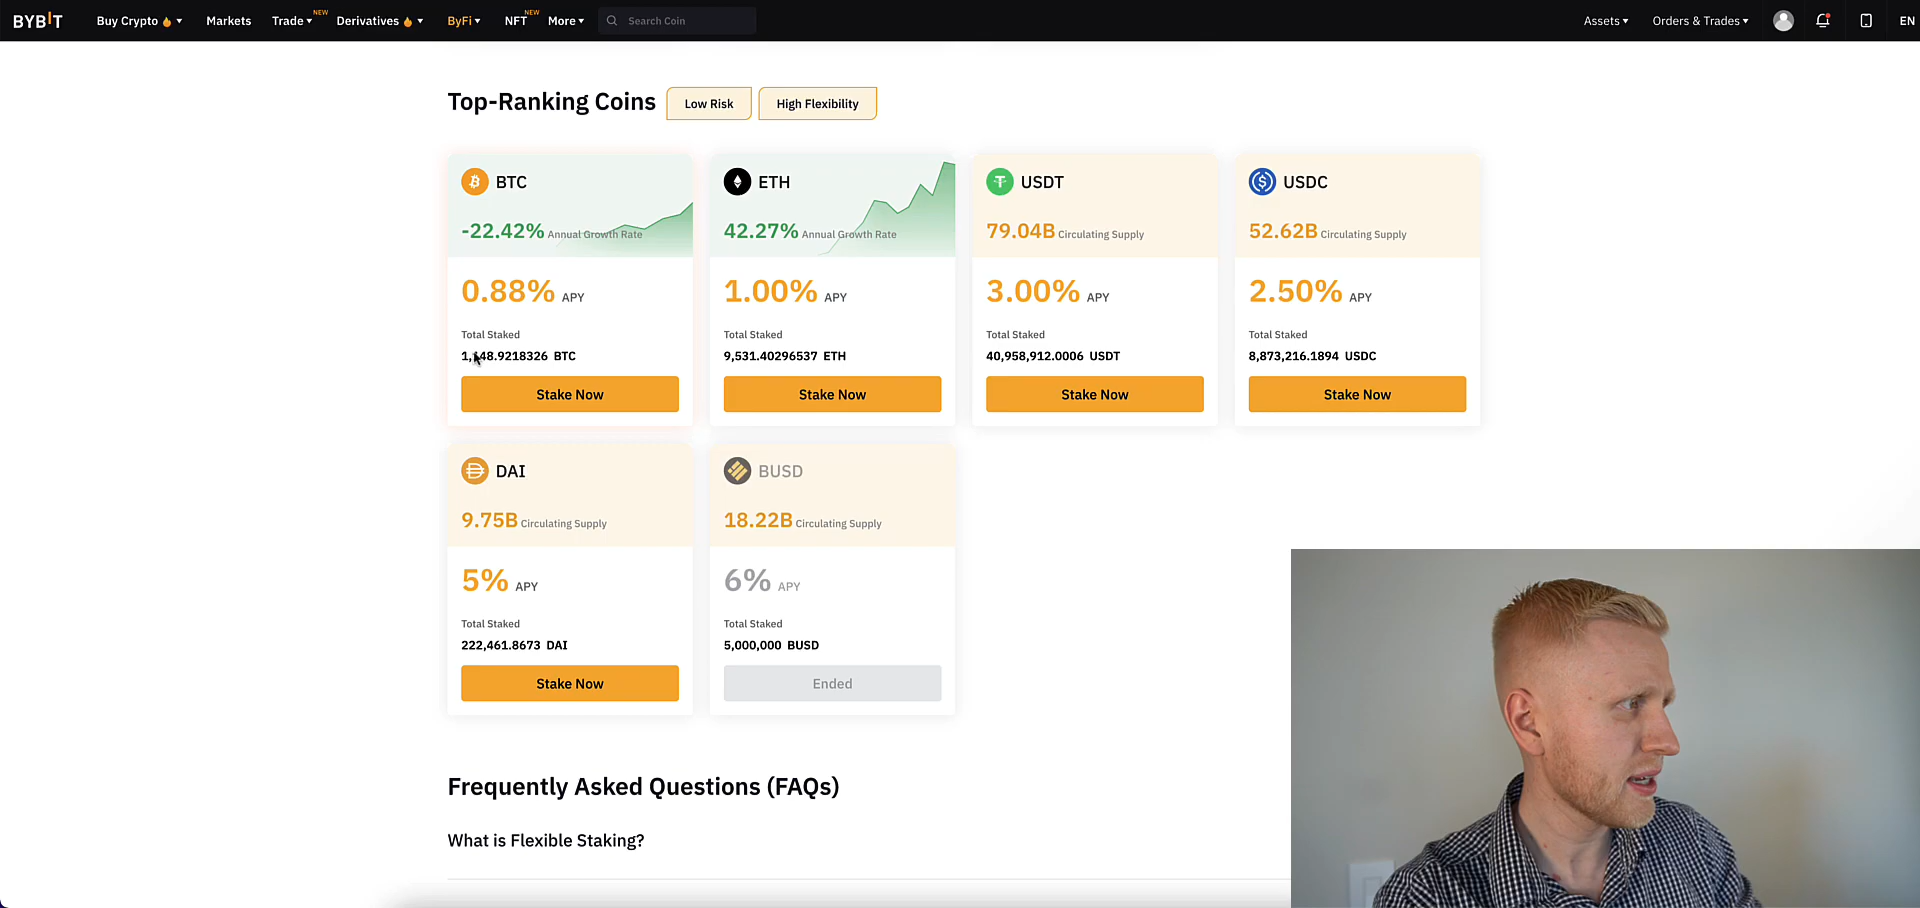 BYBIT
Buy Crypto
Markets
Trade
NEW
Derivatives
ByFi
NFT
NEW
More
Search Coin
Assets
Orders & Trades
EN
Top-Ranking Coins
Low Risk
High Flexibility
BTC
-22.42% Annual Growth Rate
0.88% APY
Total Staked
1,148.9218326 BTC
Stake Now
ETH
42.27% Annual Growth Rate
1.00% APY
Total Staked
9,531.40296537 ETH
Stake Now
USDT
79.04B Circulating Supply
3.00% APY
Total Staked
40,958,912.0006 USDT
Stake Now
USDC
52.62B Circulating Supply
2.50% APY
Total Staked
8,873,216.1894 USDC
Stake Now
DAI
9.75B Circulating Supply
5% APY
Total Staked
222,461.8673 DAI
Stake Now
BUSD
18.22B Circulating Supply
6% APY
Total Staked
5,000,000 BUSD
Ended
Frequently Asked Questions (FAQs)
What is Flexible Staking?